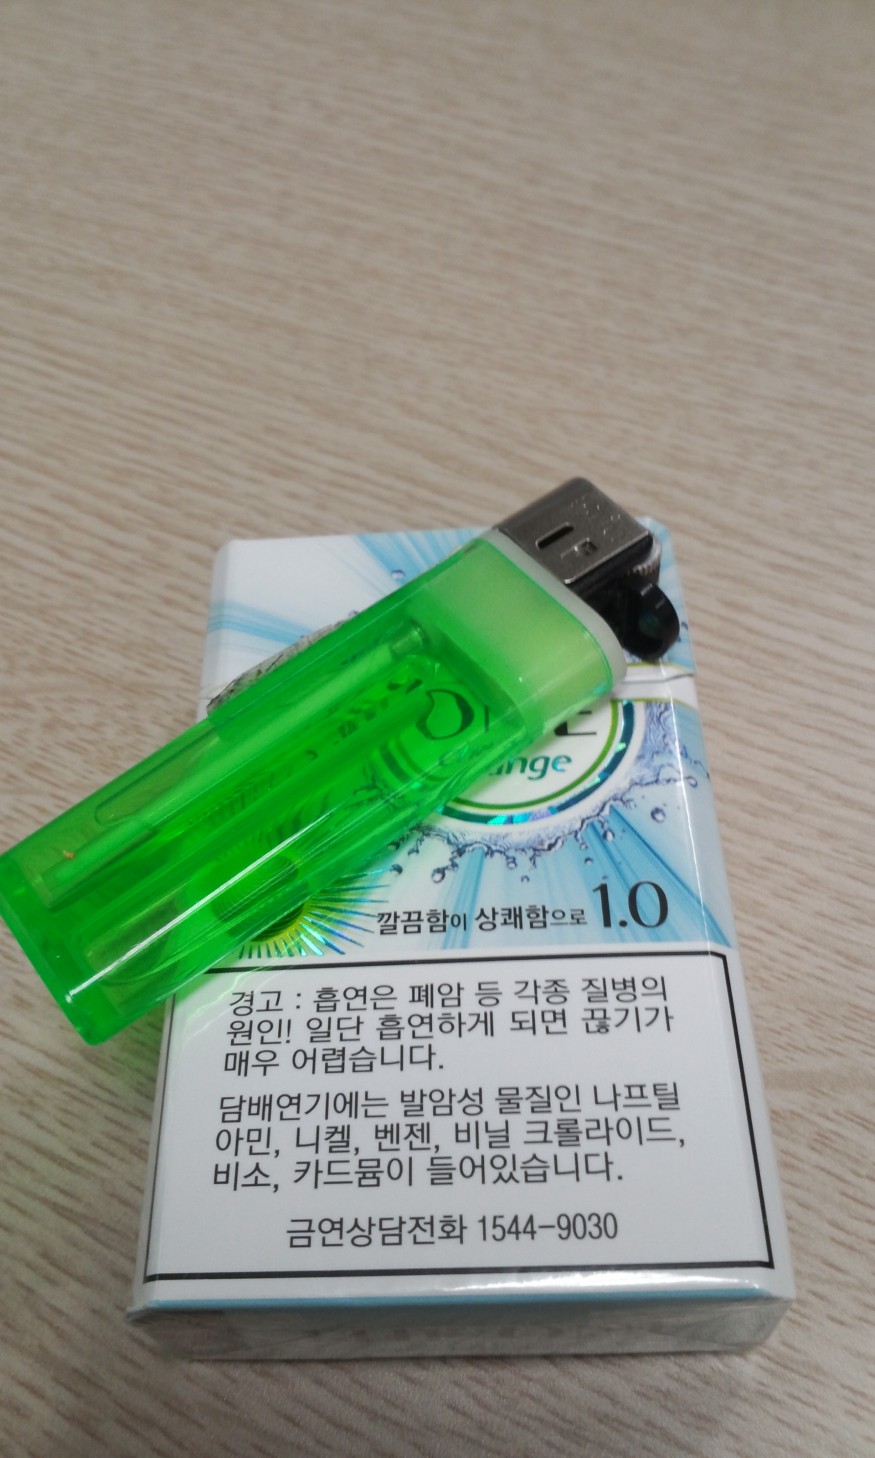 깔끔함이 상쾌함으로 1.0
경고 : 흡연은 폐암 등 각종 질병의
원인! 일단 흡연하게 되면 끊기가
매우 어렵습니다.
담배연기에는 발암성 물질인 나프틸
아민, 니켈, 벤젠, 비닐 크롤라이드,
비소, 카드뮴이 들어있습니다.
금연상담전화 1544-9030